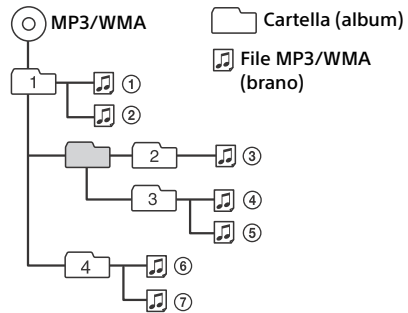 MP3/WMA
Cartella (album)
File MP3/WMA
(brano)
1
①
②
2
③
3
④
⑤
4
⑥
⑦